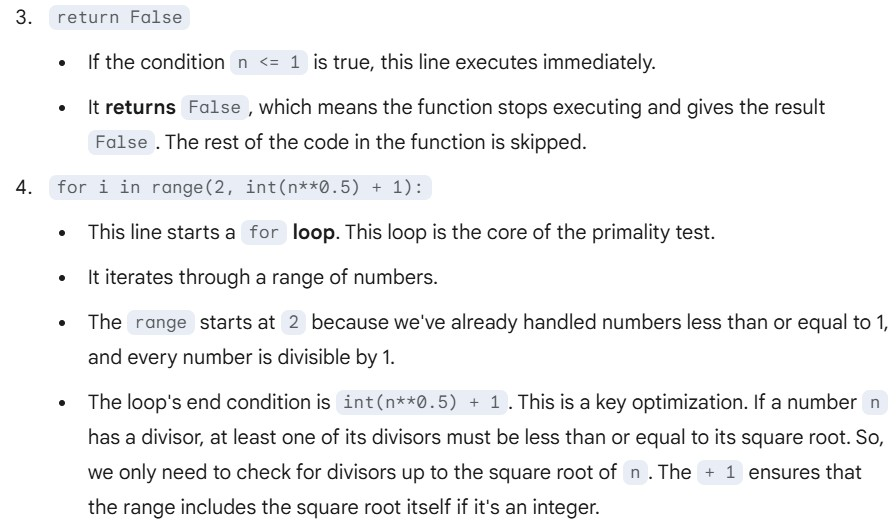 3. return False
• If the condition n <= 1 is true, this line executes immediately.
• It returns False, which means the function stops executing and gives the result
False. The rest of the code in the function is skipped.
4. for i in range(2, int(n**0.5) + 1):
• This line starts a for loop. This loop is the core of the primality test.
• It iterates through a range of numbers.
• The range starts at 2 because we've already handled numbers less than or equal to 1,
and every number is divisible by 1.
• The loop's end condition is int(n**0.5) + 1. This is a key optimization. If a number n
has a divisor, at least one of its divisors must be less than or equal to its square root. So,
we only need to check for divisors up to the square root of n. The + 1 ensures that
the range includes the square root itself if it's an integer.